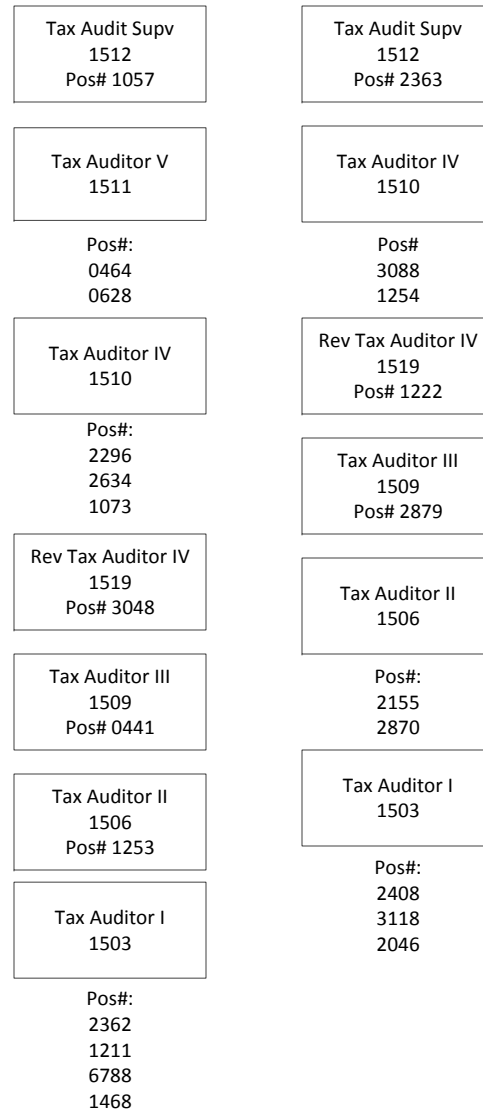 Tax Audit Supv
1512
Pos# 1057
Tax Auditor V
1511
Pos#:
0464
0628
Tax Auditor IV
1510
Pos#:
2296
2634
1073
Rev Tax Auditor IV
1519
Pos# 3048
Tax Auditor III
1509
Pos# 0441
Tax Auditor II
1506
Pos# 1253
Tax Auditor I
1503
Pos#:
2362
1211
6788
1468
Tax Audit Supv
1512
Pos# 2363
Tax Auditor IV
1510
Pos#
3088
1254
Rev Tax Auditor IV
1519
Pos# 1222
Tax Auditor III
1509
Pos# 2879
Tax Auditor II
1506
Pos#:
2155
2870
Tax Auditor I
1503
Pos#:
2408
3118
2046